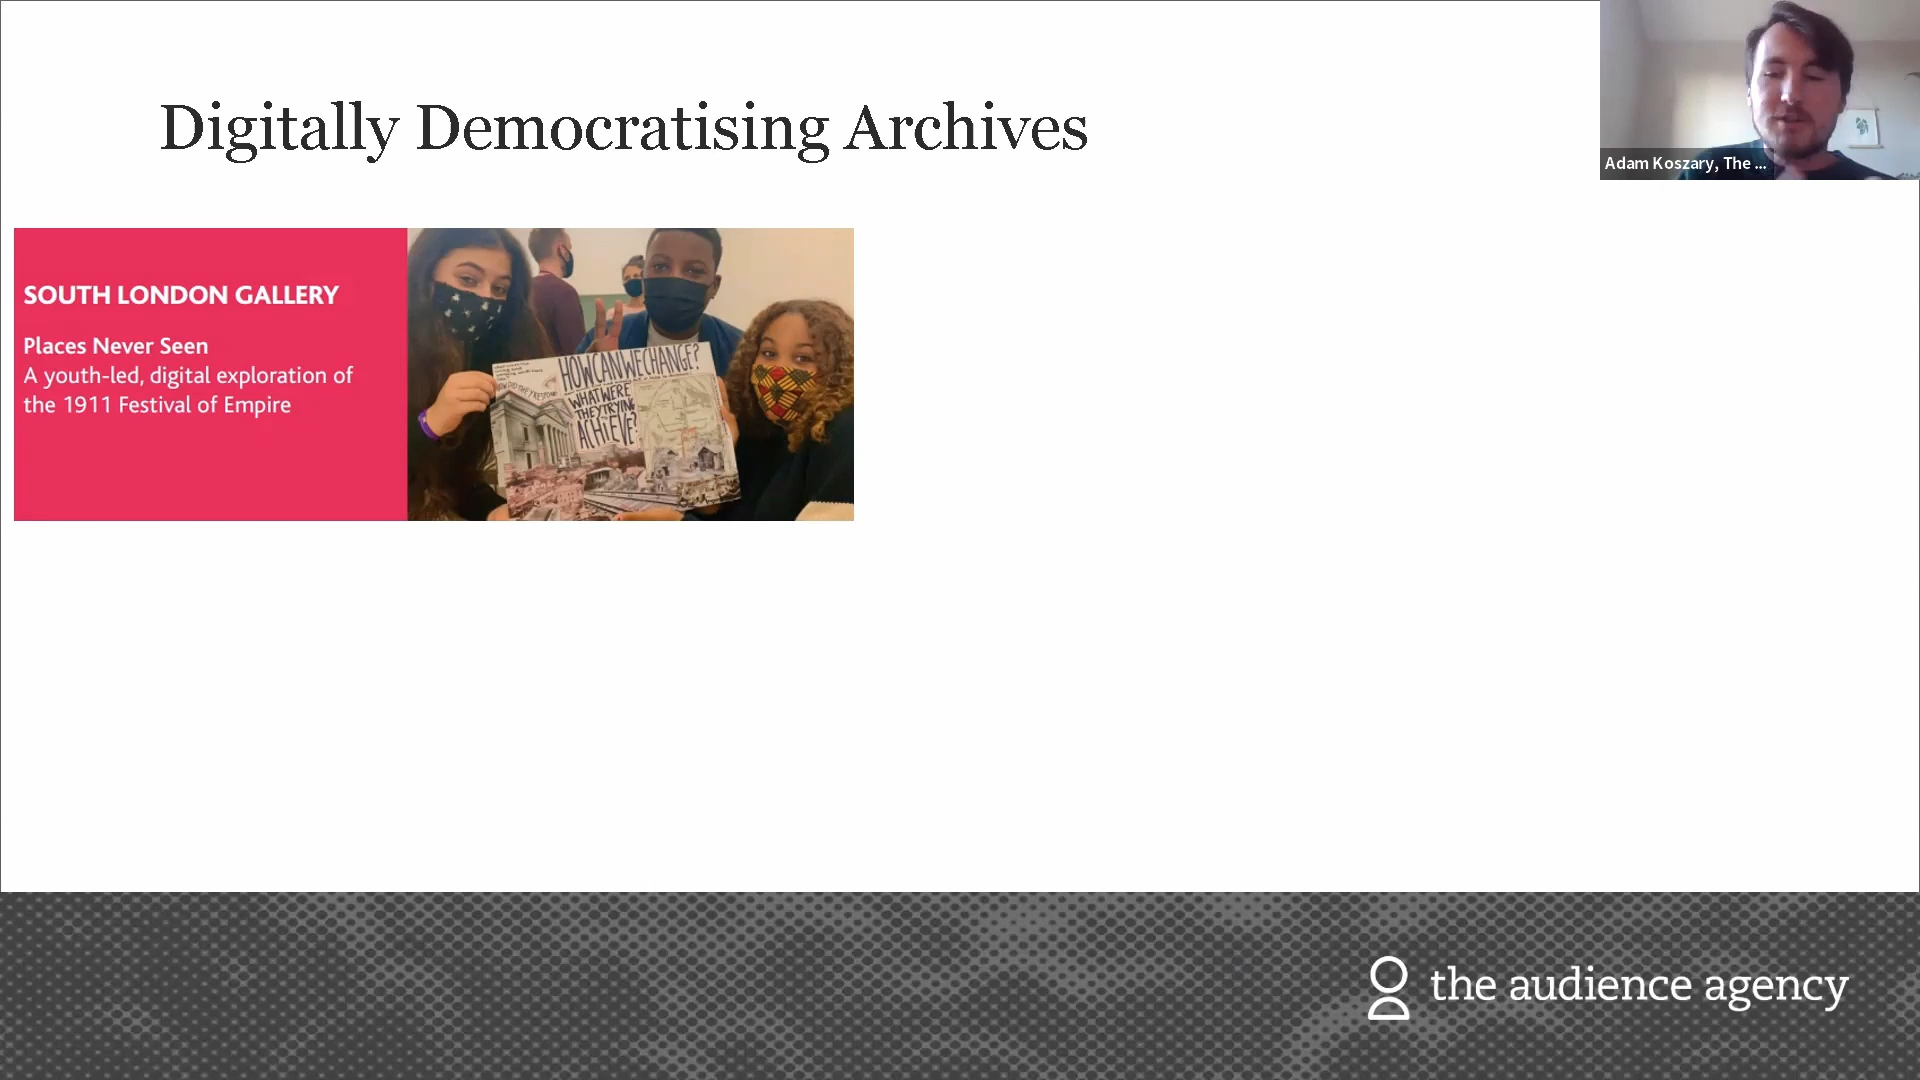 Digitally Democratising Archives
Adam Koszary, The ...
SOUTH LONDON GALLERY
Places Never Seen
A youth-led, digital exploration of
the 1911 Festival of Empire
HOW CAN WE CHANGE?
WHAT WERE
THEY TRYING
ACHIEVE?
the audience agency